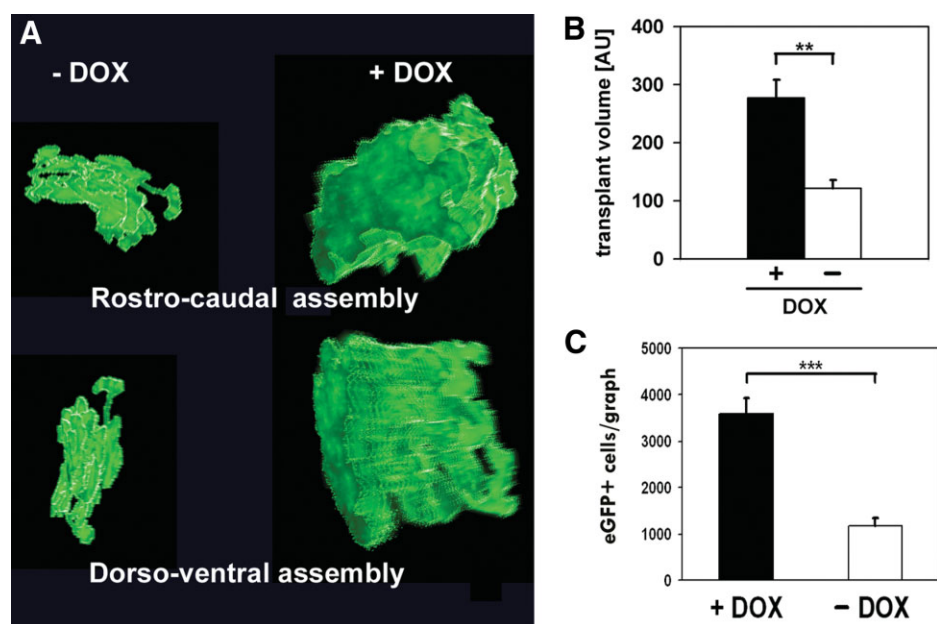 A
- DOX
+ DOX
Rostro-caudal assembly
Dorso-ventral assembly
B
transplant volume [AU]
400
300
200
100
0
**
+
−
DOX
C
eGFP+ cells/graph
5000
4000
3000
2000
1000
0
***
+ DOX
− DOX